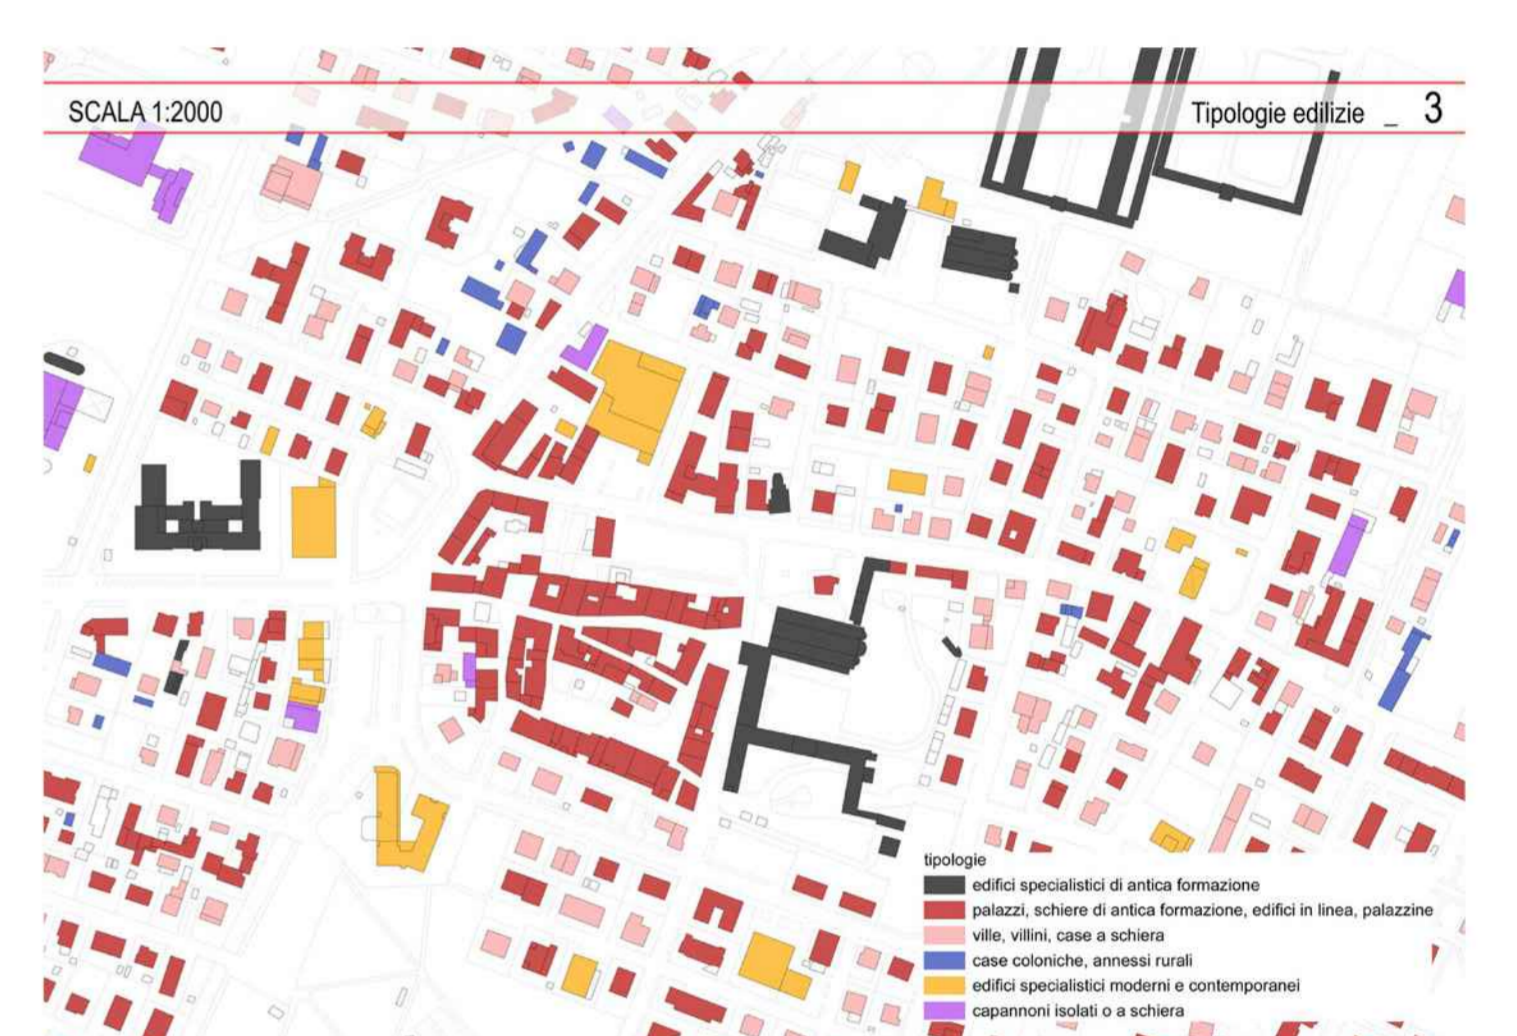 SCALA 1:2000
Tipologie edilizie _ 3
tipologie
edifici specialistici di antica formazione
palazzi, schiere di antica formazione, edifici in linea, palazzine
ville, villini, case a schiera
case coloniche, annessi rurali
edifici specialistici moderni e contemporanei
capannoni isolati o a schiera